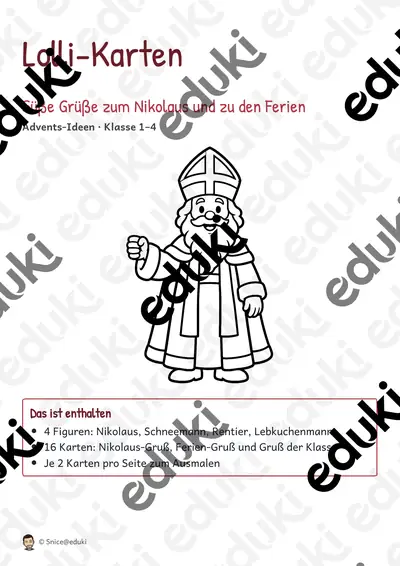 Lolli-Karten
Süße Grüße zum Nikolaus und zu den Ferien
Advents-Ideen · Klasse 1–4
Das ist enthalten
• 4 Figuren: Nikolaus, Schneemann, Rentier, Lebkuchenmann
• 16 Karten: Nikolaus-Gruß, Ferien-Gruß und Gruß der Klasse
• Je 2 Karten pro Seite zum Ausmalen
© Snice@eduki
eduki